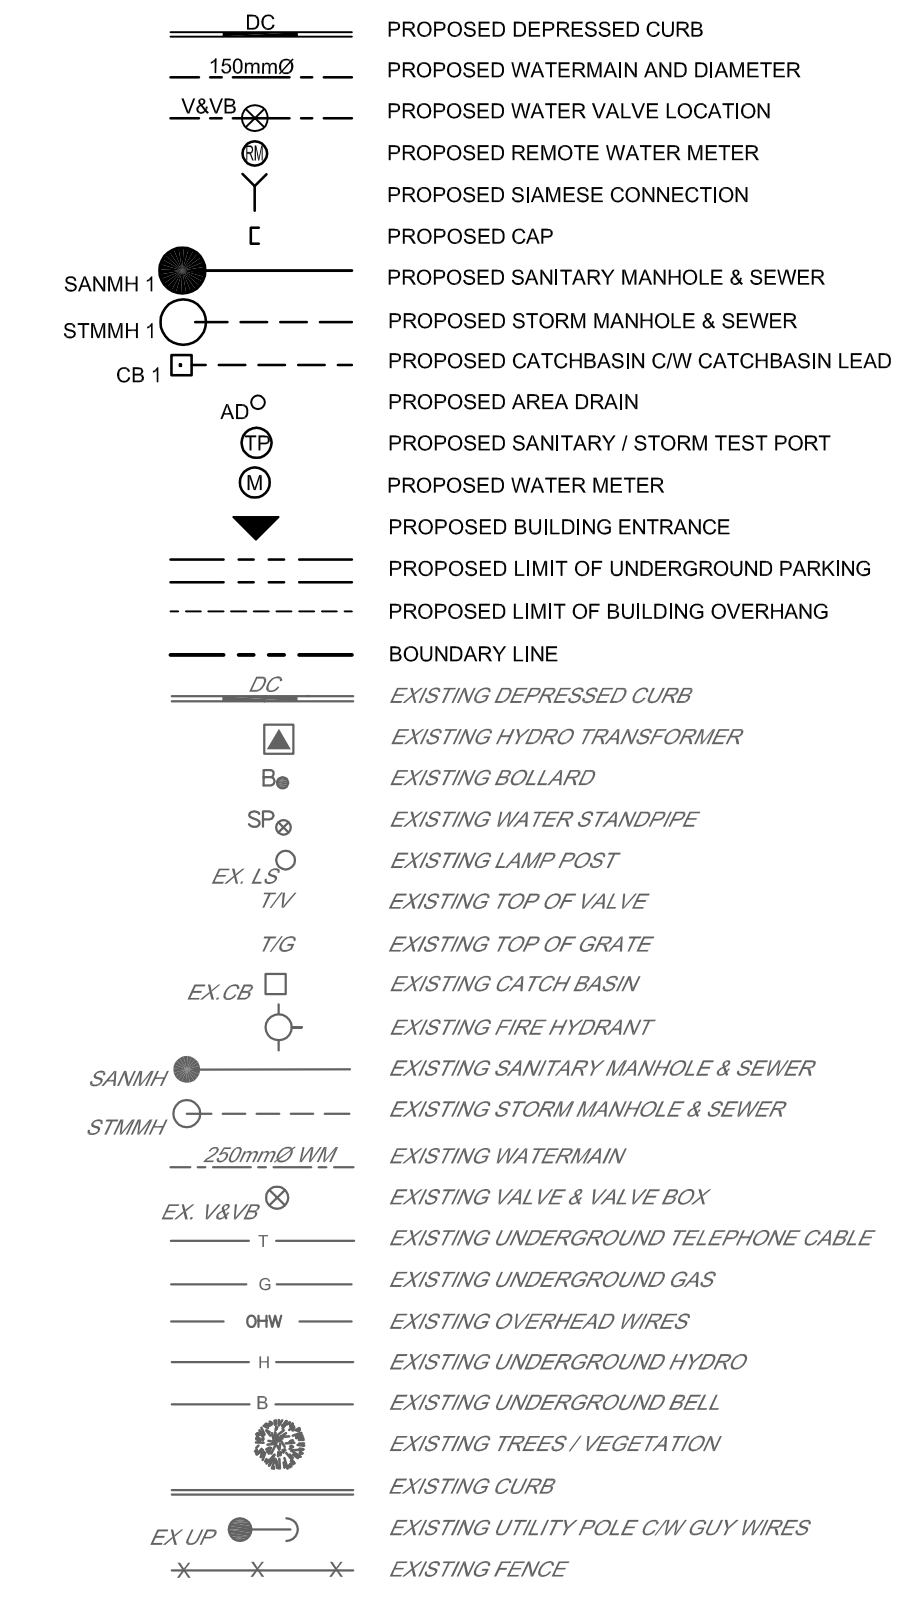 DC PROPOSED DEPRESSED CURB
150mmØ PROPOSED WATERMAIN AND DIAMETER
V&VB PROPOSED WATER VALVE LOCATION
RM PROPOSED REMOTE WATER METER
PROPOSED SIAMESE CONNECTION
PROPOSED CAP
SANMH 1 PROPOSED SANITARY MANHOLE & SEWER
STMMH 1 PROPOSED STORM MANHOLE & SEWER
CB 1 PROPOSED CATCHBASIN C/W CATCHBASIN LEAD
AD PROPOSED AREA DRAIN
TP PROPOSED SANITARY / STORM TEST PORT
M PROPOSED WATER METER
PROPOSED BUILDING ENTRANCE
PROPOSED LIMIT OF UNDERGROUND PARKING
PROPOSED LIMIT OF BUILDING OVERHANG
BOUNDARY LINE
DC EXISTING DEPRESSED CURB
EXISTING HYDRO TRANSFORMER
B EXISTING BOLLARD
SP EXISTING WATER STANDPIPE
EX. LS EXISTING LAMP POST
T/V EXISTING TOP OF VALVE
T/G EXISTING TOP OF GRATE
EX.CB EXISTING CATCH BASIN
EXISTING FIRE HYDRANT
SANMH EXISTING SANITARY MANHOLE & SEWER
STMMH EXISTING STORM MANHOLE & SEWER
250mmØ WM EXISTING WATERMAIN
EX. V&VB EXISTING VALVE & VALVE BOX
T EXISTING UNDERGROUND TELEPHONE CABLE
G EXISTING UNDERGROUND GAS
OHW EXISTING OVERHEAD WIRES
H EXISTING UNDERGROUND HYDRO
B EXISTING UNDERGROUND BELL
EXISTING TREES / VEGETATION
EXISTING CURB
EX UP EXISTING UTILITY POLE C/W GUY WIRES
X X X EXISTING FENCE